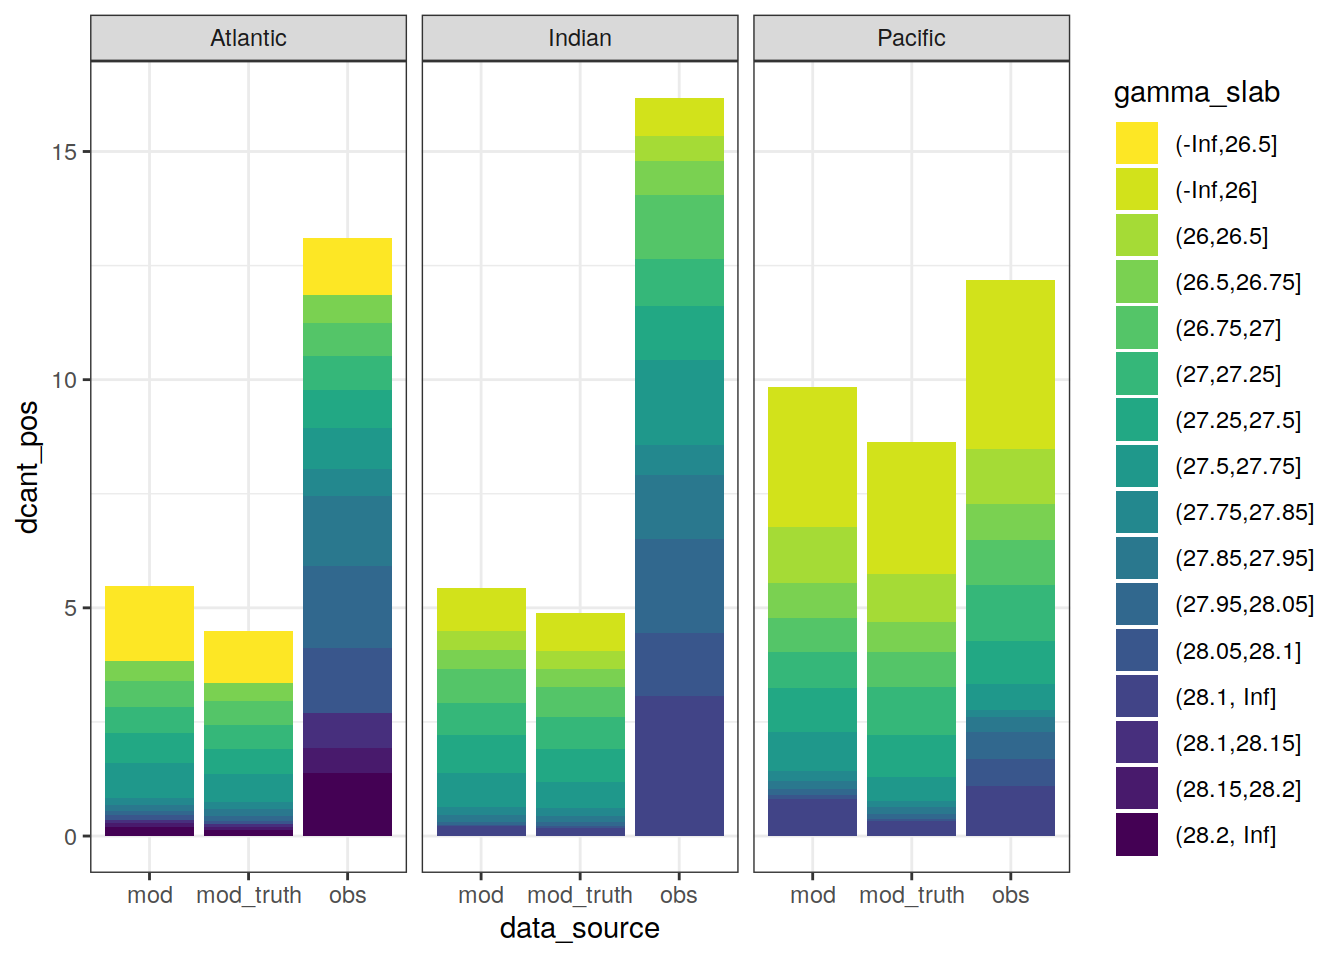 Atlantic
Indian
Pacific
15
10
5
0
dcant_pos
mod
mod_truth
obs
mod
mod_truth
obs
mod
mod_truth
obs
data_source
gamma_slab
(-Inf,26.5]
(-Inf,26]
(26,26.5]
(26.5,26.75]
(26.75,27]
(27,27.25]
(27.25,27.5]
(27.5,27.75]
(27.75,27.85]
(27.85,27.95]
(27.95,28.05]
(28.05,28.1]
(28.1, Inf]
(28.1,28.15]
(28.15,28.2]
(28.2, Inf]